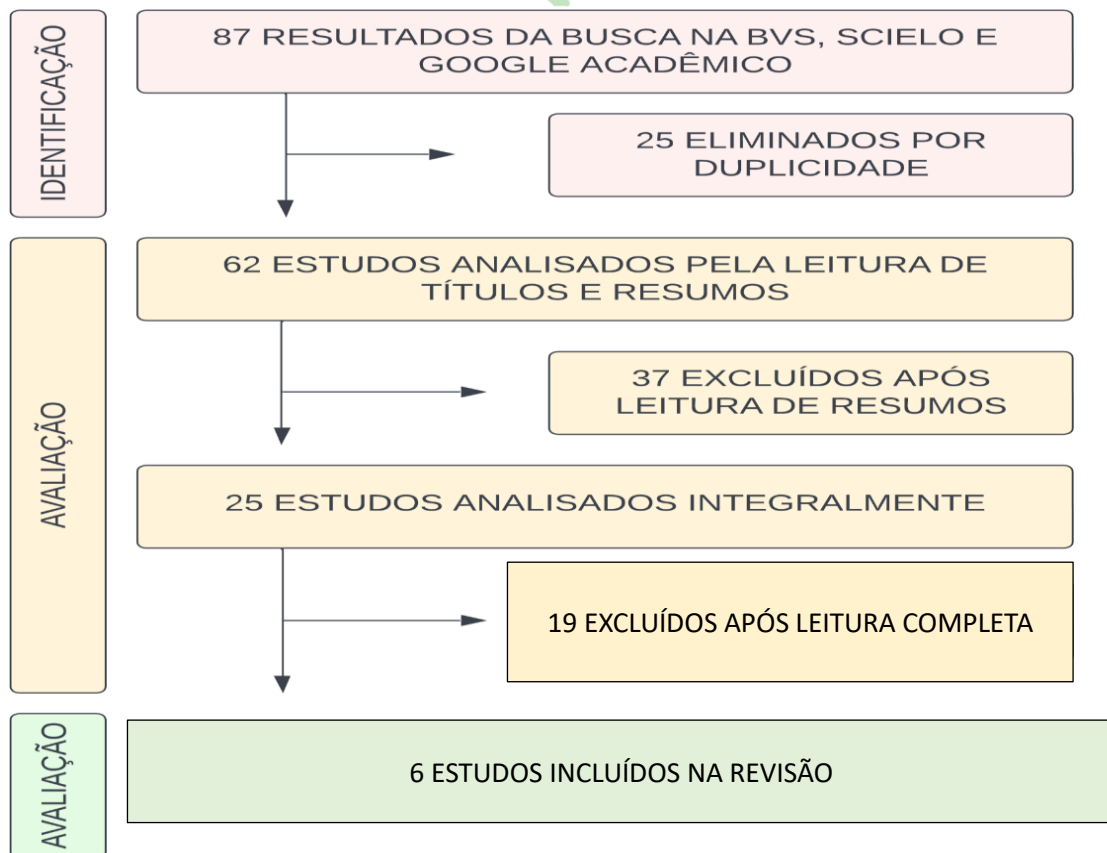 IDENTIFICAÇÃO
87 RESULTADOS DA BUSCA NA BVS, SCIELO E
GOOGLE ACADÊMICO
25 ELIMINADOS POR
DUPLICIDADE
AVALIAÇÃO
62 ESTUDOS ANALISADOS PELA LEITURA DE
TÍTULOS E RESUMOS
37 EXCLUÍDOS APÓS
LEITURA DE RESUMOS
25 ESTUDOS ANALISADOS INTEGRALMENTE
19 EXCLUÍDOS APÓS LEITURA COMPLETA
AVALIAÇÃO
6 ESTUDOS INCLUÍDOS NA REVISÃO